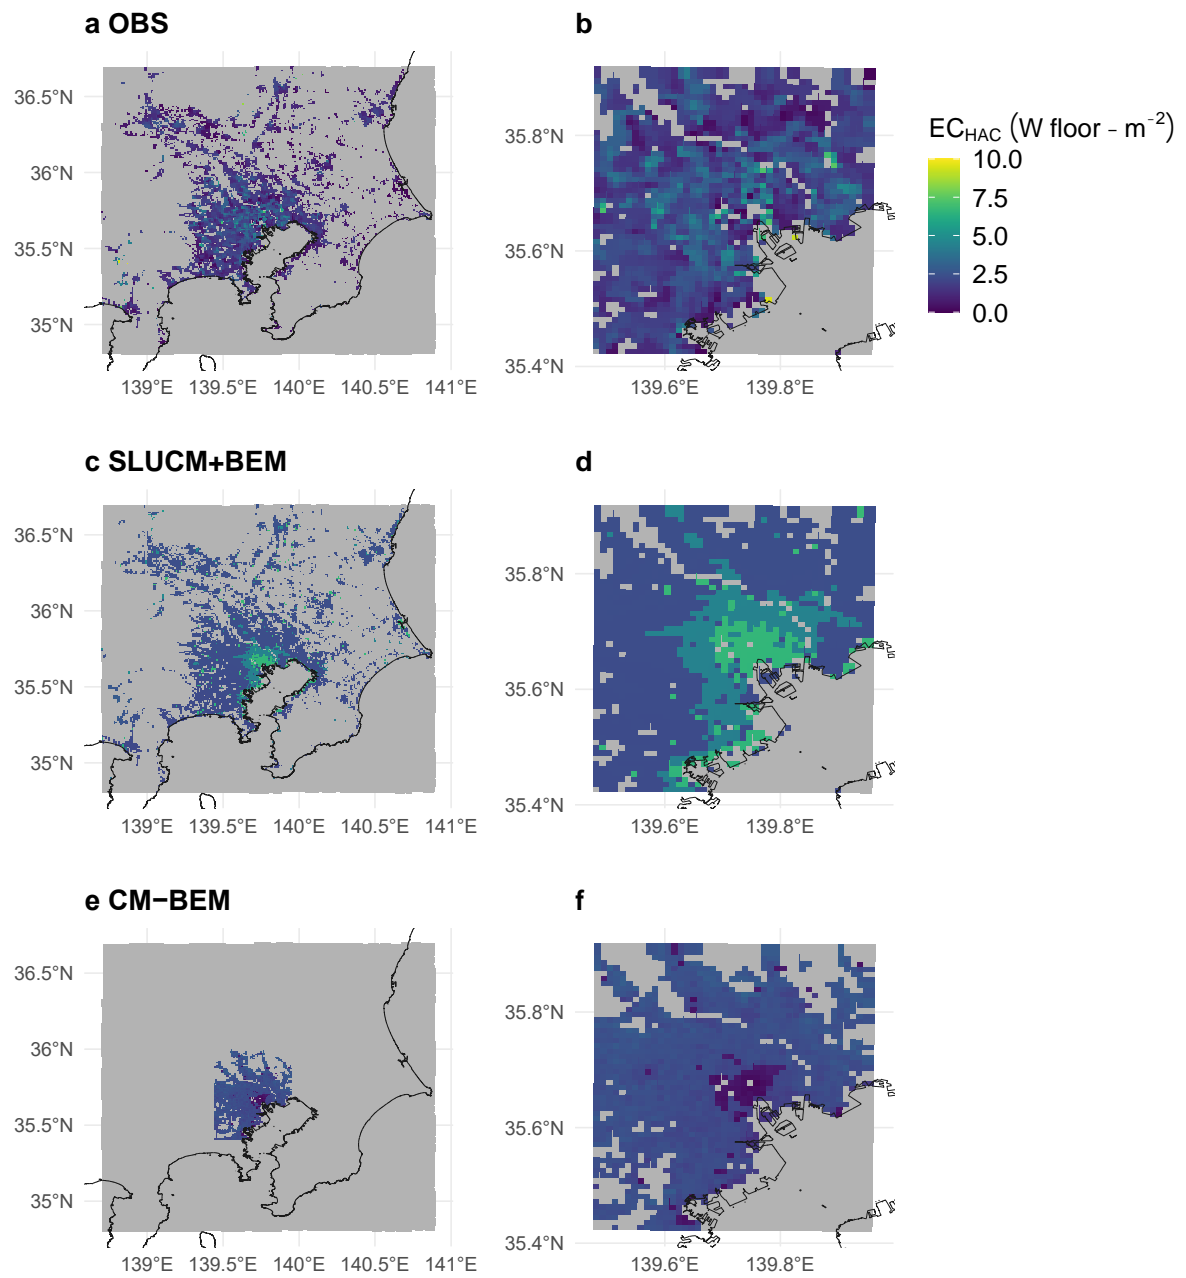 a OBS
b
36.5°N
36°N
35.5°N
35°N
139°E 139.5°E 140°E 140.5°E 141°E
35.8°N
35.6°N
35.4°N
139.6°E 139.8°E
EC_HAC (W floor - m⁻²)
10.0
7.5
5.0
2.5
0.0
c SLUCM+BEM
d
36.5°N
36°N
35.5°N
35°N
139°E 139.5°E 140°E 140.5°E 141°E
35.8°N
35.6°N
35.4°N
139.6°E 139.8°E
e CM−BEM
f
36.5°N
36°N
35.5°N
35°N
139°E 139.5°E 140°E 140.5°E 141°E
35.8°N
35.6°N
35.4°N
139.6°E 139.8°E